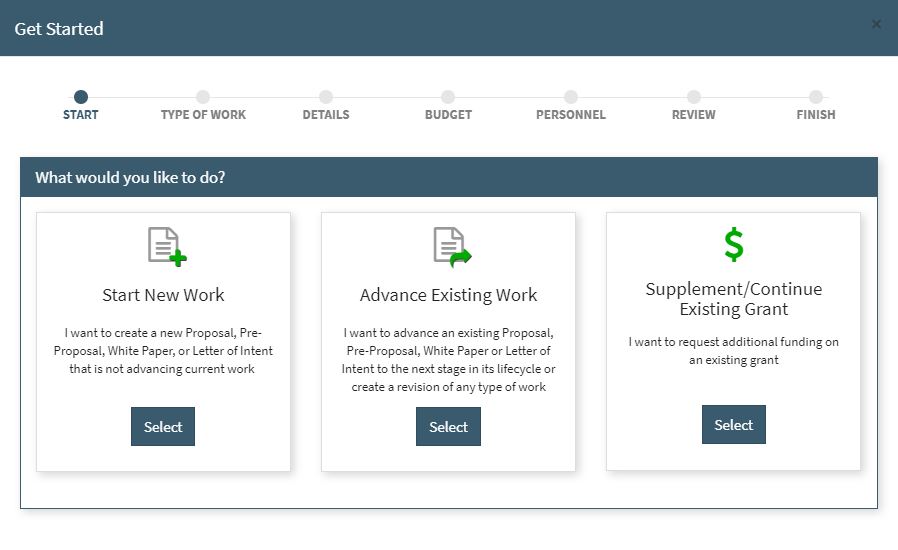 Get Started
×
START TYPE OF WORK DETAILS BUDGET PERSONNEL REVIEW FINISH
What would you like to do?
Start New Work
I want to create a new Proposal, Pre-
Proposal, White Paper, or Letter of Intent
that is not advancing current work
Select
Advance Existing Work
I want to advance an existing Proposal,
Pre-Proposal, White Paper or Letter of
Intent to the next stage in its lifecycle or
create a revision of any type of work
Select
$
Supplement/Continue
Existing Grant
I want to request additional funding on
an existing grant
Select